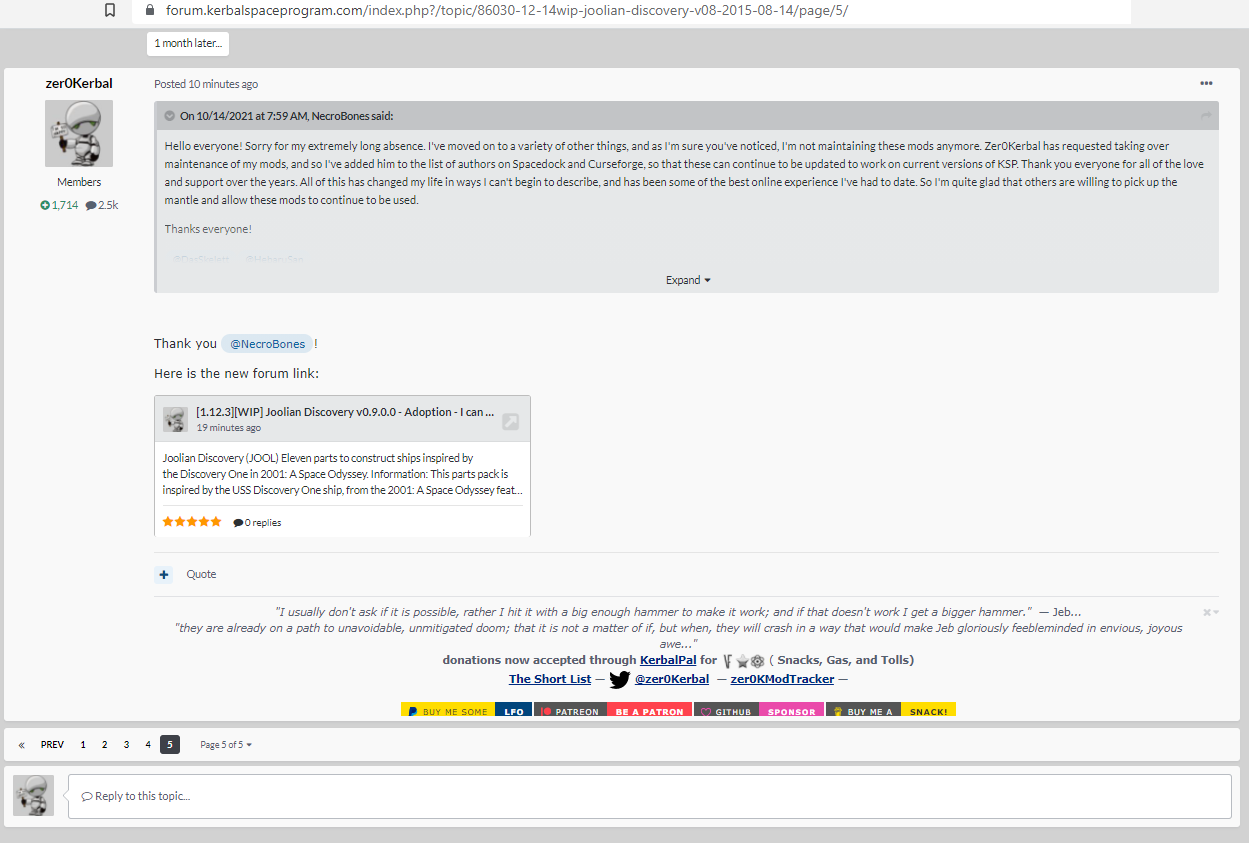 forum.kerbalspaceprogram.com/index.php?/topic/86030-12-14wip-joolian-discovery-v08-2015-08-14/page/5/
1 month later...
zer0Kerbal
Posted 10 minutes ago
On 10/14/2021 at 7:59 AM, NecroBones said:
Hello everyone! Sorry for my extremely long absence. I've moved on to a variety of other things, and as I'm sure you've noticed, I'm not maintaining these mods anymore. Zer0Kerbal has requested taking over
maintenance of my mods, and so I've added him to the list of authors on Spacedock and Curseforge, so that these can continue to be updated to work on current versions of KSP. Thank you everyone for all of the love
and support over the years. All of this has changed my life in ways I can't begin to describe, and has been some of the best online experience I've had to date. So I'm quite glad that others are willing to pick up the
mantle and allow these mods to continue to be used.
Thanks everyone!
Expand
Members
1,714 2.5k
Thank you @NecroBones !
Here is the new forum link:
[1.12.3][WIP] Joolian Discovery v0.9.0.0 - Adoption - I can ...
19 minutes ago
Joolian Discovery (JOOL) Eleven parts to construct ships inspired by
the Discovery One in 2001: A Space Odyssey. Information: This parts pack is
inspired by the USS Discovery One ship, from the 2001: A Space Odyssey feat...
0 replies
+ Quote
"I usually don't ask if it is possible, rather I hit it with a big enough hammer to make it work; and if that doesn't work I get a bigger hammer." — Jeb...
"they are already on a path to unavoidable, unmitigated doom; that it is not a matter of if, but when, they will crash in a way that would make Jeb gloriously feebleminded in envious, joyous
awe..."
donations now accepted through KerbalPal for ( Snacks, Gas, and Tolls)
The Short List — @zer0Kerbal — zer0KModTracker —
BUY ME SOME LFO PATREON BE A PATRON GITHUB SPONSOR BUY ME A SNACK!
« PREV 1 2 3 4 5 Page 5 of 5
Reply to this topic...